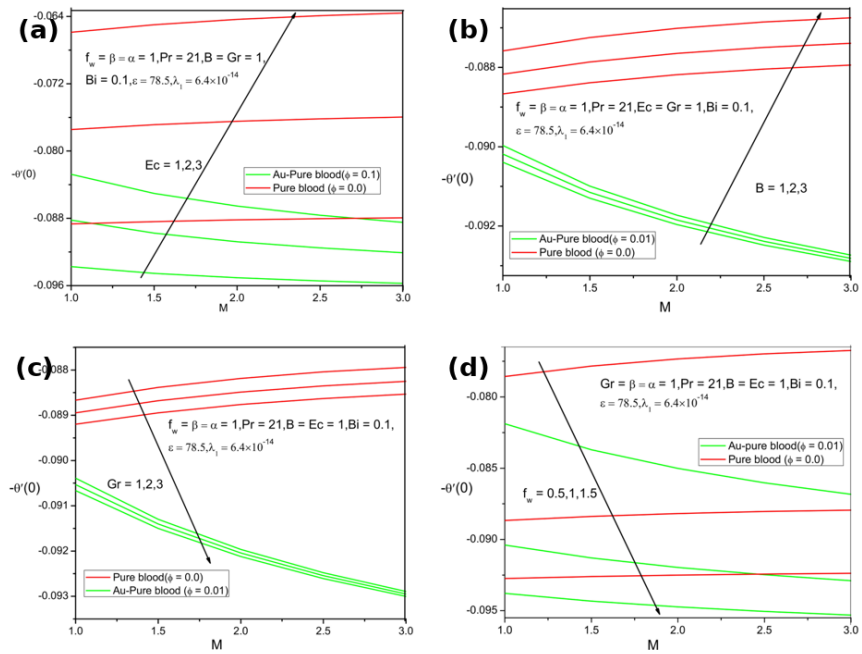 (a)
-0.064
-0.072
-0.080
-0.088
-0.096
f_w = β = α = 1,Pr = 21,B = Gr = 1,
Bi = 0.1,ε = 78.5,λ_1 = 6.4×10^-14
Ec = 1,2,3
Au-Pure blood(ϕ = 0.1)
Pure blood (ϕ = 0.0)
1.0 1.5 2.0 2.5 3.0
M
(b)
-0.088
-0.090
-0.092
-θ'(0)
f_w = β = α = 1,Pr = 21,Ec = Gr = 1,Bi = 0.1,
ε = 78.5,λ_1 = 6.4×10^-14
B = 1,2,3
Au-Pure blood(ϕ = 0.01)
Pure blood (ϕ = 0.0)
1.0 1.5 2.0 2.5 3.0
M
(c)
-0.088
-0.089
-0.090
-0.091
-0.092
-0.093
-θ'(0)
f_w = β = α = 1,Pr = 21,B = Ec = 1,Bi = 0.1,
ε = 78.5,λ_1 = 6.4×10^-14
Gr = 1,2,3
Pure blood(ϕ = 0.0)
Au-Pure blood (ϕ = 0.01)
1.0 1.5 2.0 2.5 3.0
M
(d)
-0.080
-0.085
-0.090
-0.095
-θ'(0)
Gr = β = α = 1,Pr = 21,B = Ec = 1,Bi = 0.1,
ε = 78.5,λ_1 = 6.4×10^-14
Au-pure blood(ϕ = 0.01)
Pure blood (ϕ = 0.0)
f_w = 0.5,1,1.5
1.0 1.5 2.0 2.5 3.0
M